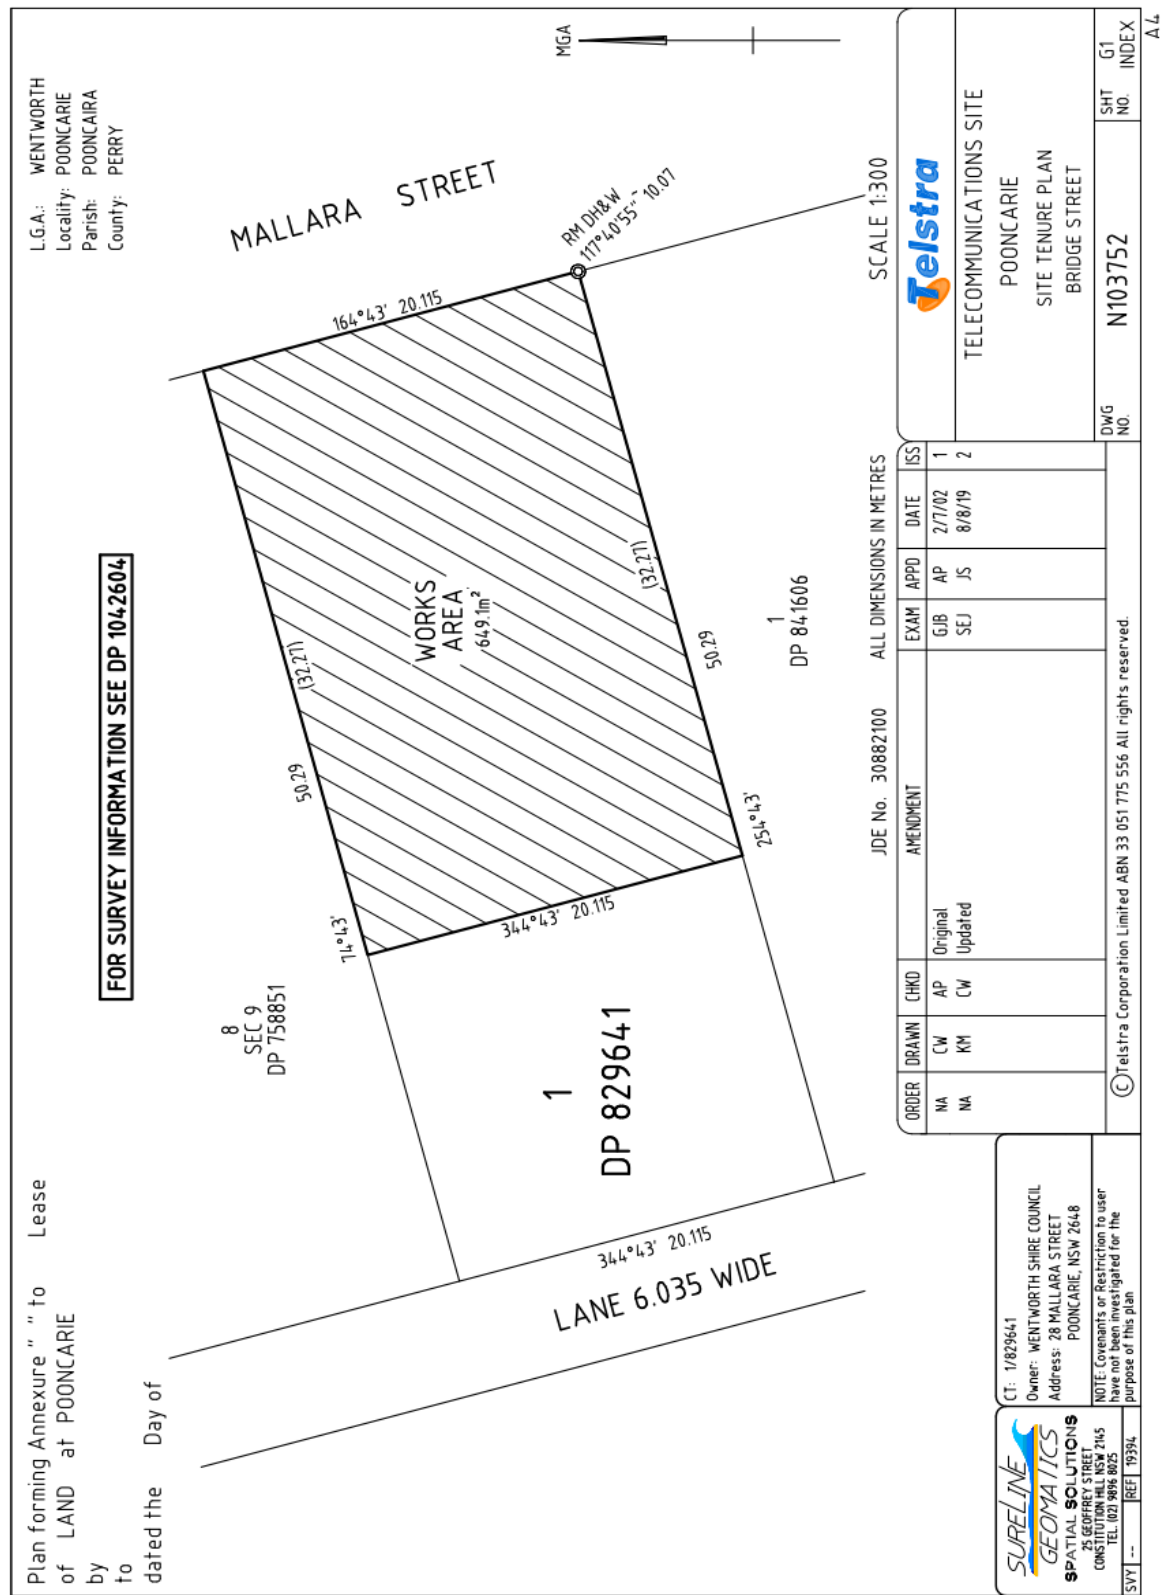 Plan forming Annexure " " to Lease
of LAND at POONCARIE
by
to
dated the Day of
FOR SURVEY INFORMATION SEE DP 1042604
L.G.A.: WENTWORTH
Locality: POONCARIE
Parish: POONCAIRA
County: PERRY
MALLARA STREET
MGA
8
SEC 9
DP 758851
74°43'
50.29
(32.27)
164°43' 20.115
RM DH&W
117°40'55" ~ 10.07
WORKS
AREA
649.1m²
344°43' 20.115
(32.27)
50.29
254°43'
1
DP 829641
1
DP 841606
344°43' 20.115
LANE 6.035 WIDE
JDE No. 30882100
ALL DIMENSIONS IN METRES
SCALE 1:300
ORDER DRAWN CHKD AMENDMENT EXAM APPD DATE ISS
NA CW AP Original GJB AP 2/7/02 1
NA KM CW Updated SEJ JS 8/8/19 2
© Telstra Corporation Limited ABN 33 051 775 556 All rights reserved.
Telstra
TELECOMMUNICATIONS SITE
POONCARIE
SITE TENURE PLAN
BRIDGE STREET
DWG NO. N103752
SHT NO. G1 INDEX
A4
SURELINE
GEOMATICS
SPATIAL SOLUTIONS
25 GEOFFREY STREET
CONSTITUTION HILL NSW 2145
TEL. (02) 9896 8025
SVY -- REF 19394
CT: 1/829641
Owner: WENTWORTH SHIRE COUNCIL
Address: 28 MALLARA STREET
POONCARIE, NSW 2648
NOTE: Covenants or Restriction to user
have not been investigated for the
purpose of this plan